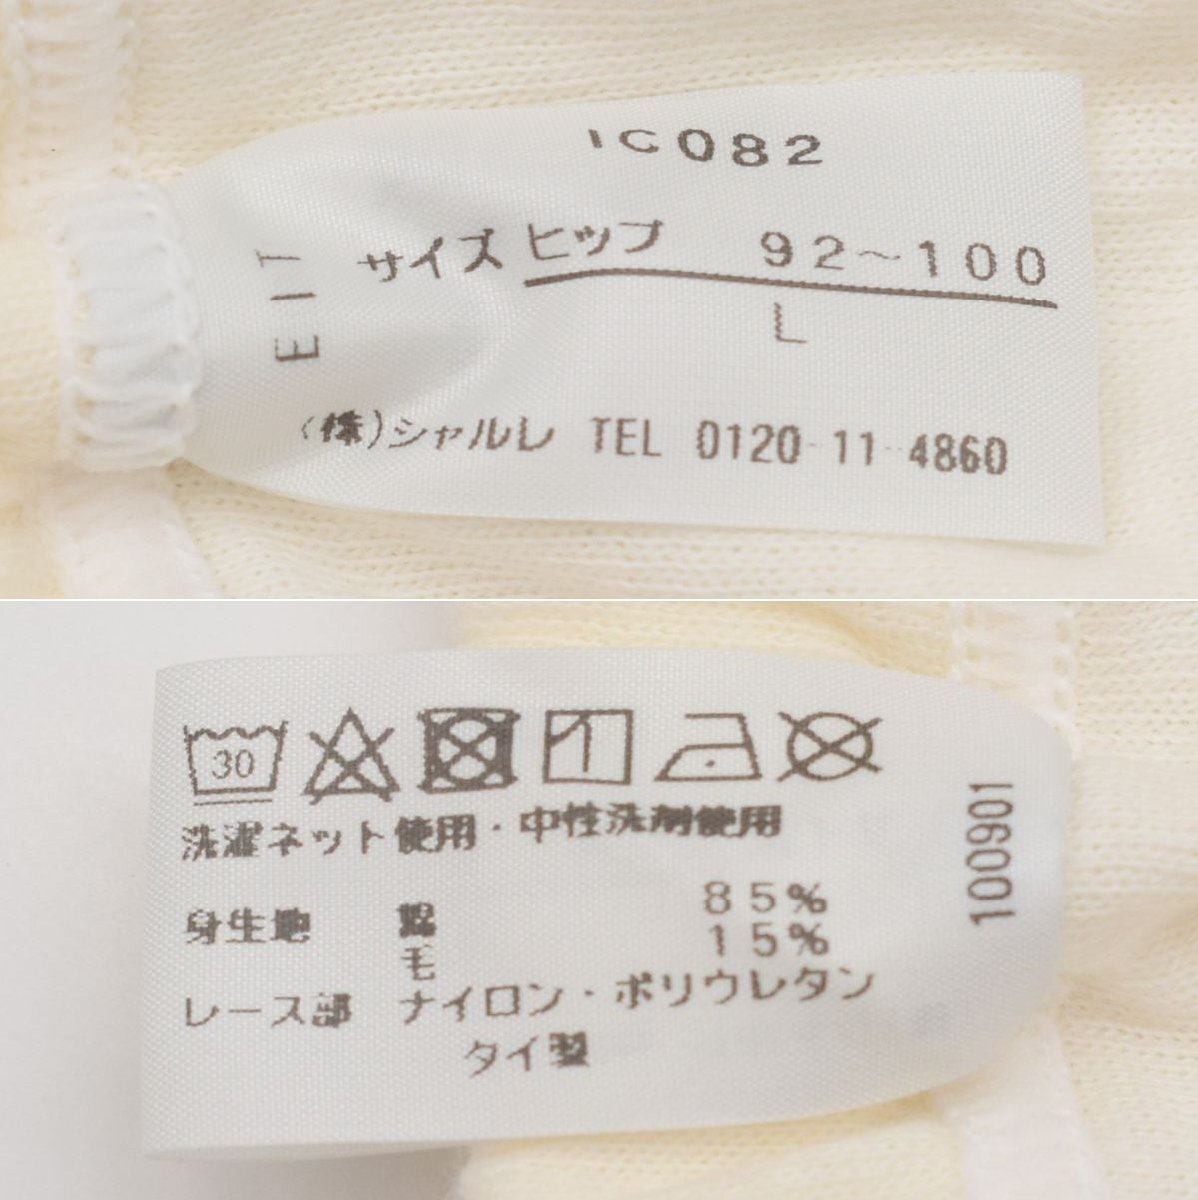 IC082
サイズ ヒップ 92～100
L
EIT
(株)シャルレ TEL 0120-11-4860
30
洗濯ネット使用・中性洗剤使用
身生地 綿 85%
毛 15%
レース部 ナイロン・ポリウレタン
タイ製
100901